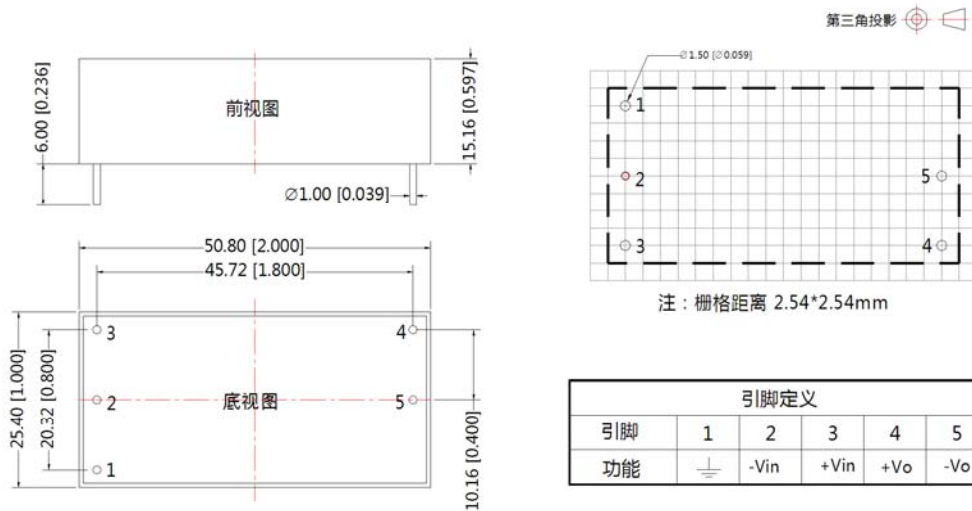 第三角投影
6.00 [0.236]
前视图
15.16 [0.597]
∅1.00 [0.039]
∅1.50 [∅0.059]
1
2
3
5
4
注：栅格距离 2.54*2.54mm
50.80 [2.000]
45.72 [1.800]
25.40 [1.000]
20.32 [0.800]
3
4
2
底视图
5
1
10.16 [0.400]
引脚定义
引脚 1 2 3 4 5
功能 ⏚ -Vin +Vin +Vo -Vo